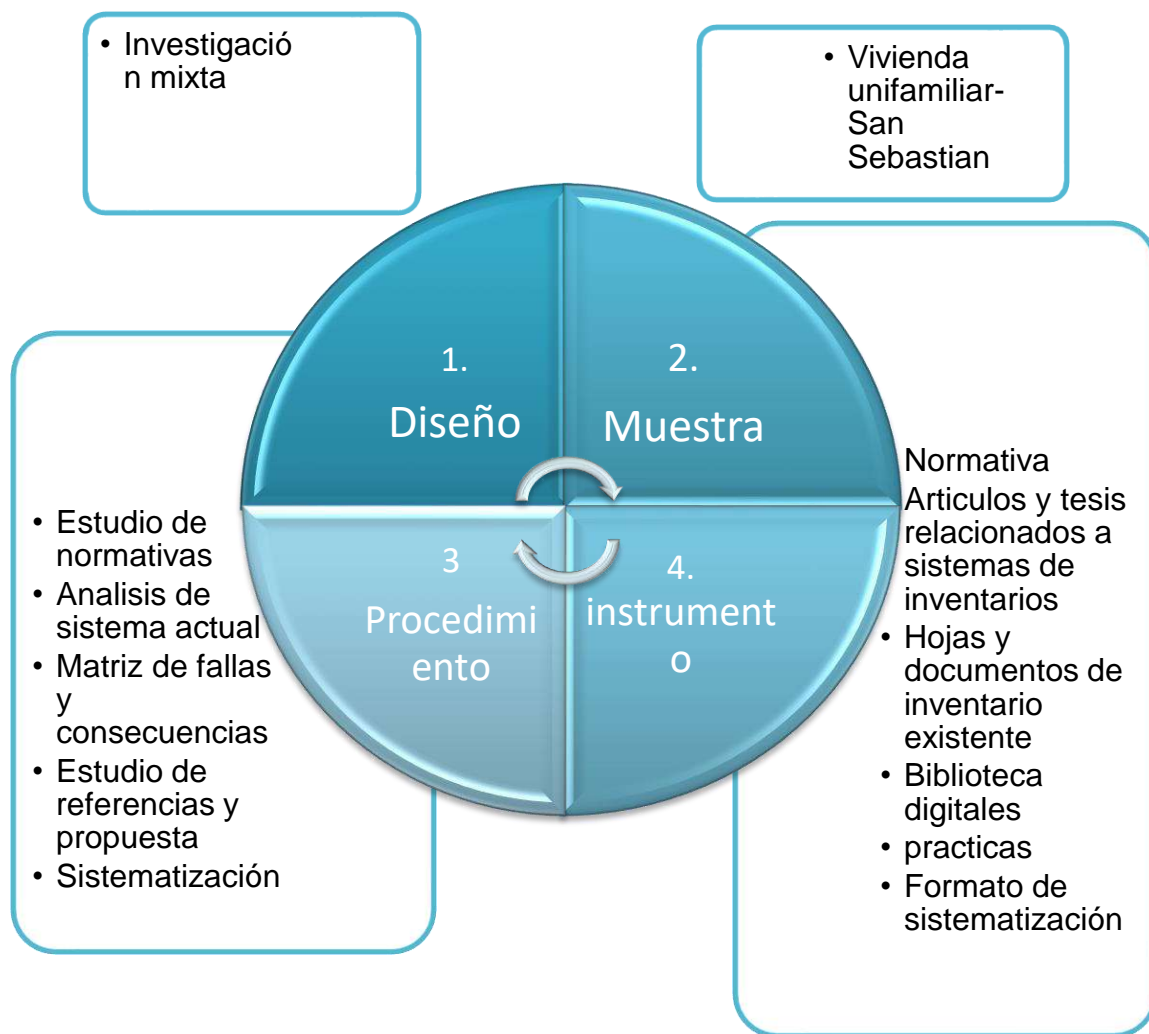 • Investigació
n mixta
• Vivienda
unifamiliar-
San
Sebastian
1.
Diseño
2.
Muestra
3
Procedimi
ento
4.
instrument
o
• Estudio de
normativas
• Analisis de
sistema actual
• Matriz de fallas
y
consecuencias
• Estudio de
referencias y
propuesta
• Sistematización
Normativa
Articulos y tesis
relacionados a
sistemas de
inventarios
• Hojas y
documentos de
inventario
existente
• Biblioteca
digitales
• practicas
• Formato de
sistematización